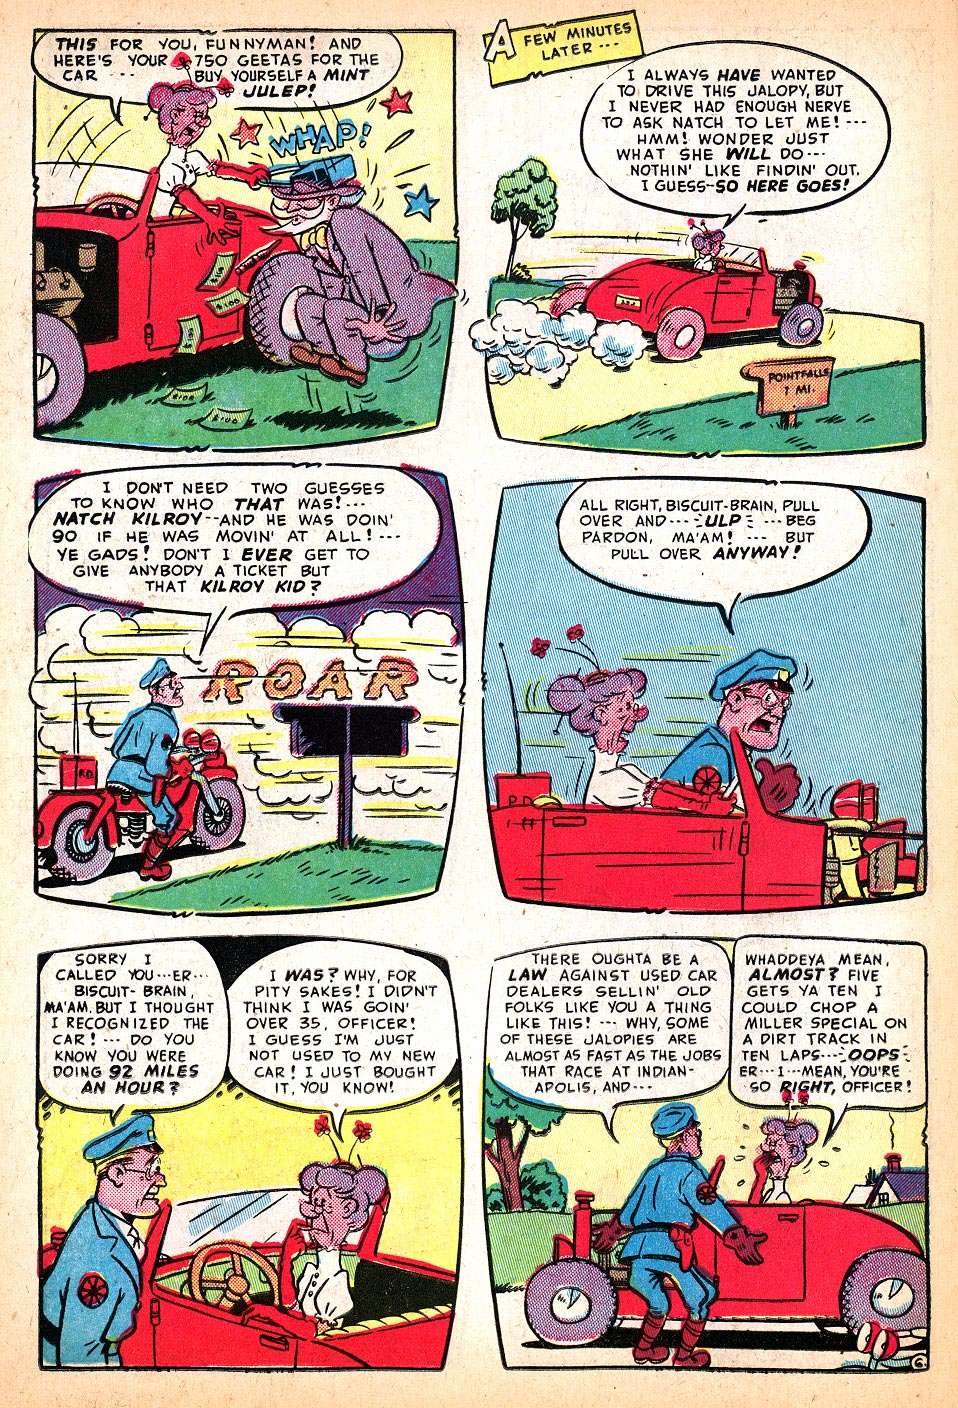 THIS FOR YOU, FUNNYMAN! AND
HERE'S YOUR 750 GEETAS FOR THE
CAR --- BUY YOURSELF A MINT
JULEP!
WHAP!
$100
$100
$100
A FEW MINUTES
LATER ---
I ALWAYS HAVE WANTED
TO DRIVE THIS JALOPY, BUT
I NEVER HAD ENOUGH NERVE
TO ASK NATCH TO LET ME! ---
HMM! WONDER JUST
WHAT SHE WILL DO ---
NOTHIN' LIKE FINDIN' OUT,
I GUESS--SO HERE GOES!
POINTFALLS
1 MI.
I DON'T NEED TWO GUESSES
TO KNOW WHO THAT WAS! ---
NATCH KILROY--AND HE WAS DOIN'
90 IF HE WAS MOVIN' AT ALL! ---
YE GADS! DON'T I EVER GET TO
GIVE ANYBODY A TICKET BUT
THAT KILROY KID?
ROAR
P.D.
ALL RIGHT, BISCUIT-BRAIN, PULL
OVER AND --- ULP --- BEG
PARDON, MA'AM! --- BUT
PULL OVER ANYWAY!
P.D.
SORRY I
CALLED YOU---ER---
BISCUIT-BRAIN,
MA'AM, BUT I THOUGHT
I RECOGNIZED THE
CAR! --- DO YOU
KNOW YOU WERE
DOING 92 MILES
AN HOUR?
I WAS? WHY, FOR
PITY SAKES! I DIDN'T
THINK I WAS GOIN'
OVER 35, OFFICER!
I GUESS I'M JUST
NOT USED TO MY NEW
CAR! I JUST BOUGHT
IT, YOU KNOW!
THERE OUGHTA BE A
LAW AGAINST USED CAR
DEALERS SELLIN' OLD
FOLKS LIKE YOU A THING
LIKE THIS! --- WHY, SOME
OF THESE JALOPIES ARE
ALMOST AS FAST AS THE JOBS
THAT RACE AT INDIAN-
APOLIS, AND ---
WHADDEYA MEAN,
ALMOST? FIVE
GETS YA TEN I
COULD CHOP A
MILLER SPECIAL ON
A DIRT TRACK IN
TEN LAPS --- OOPS
ER---I---MEAN, YOU'RE
SO RIGHT, OFFICER!
6